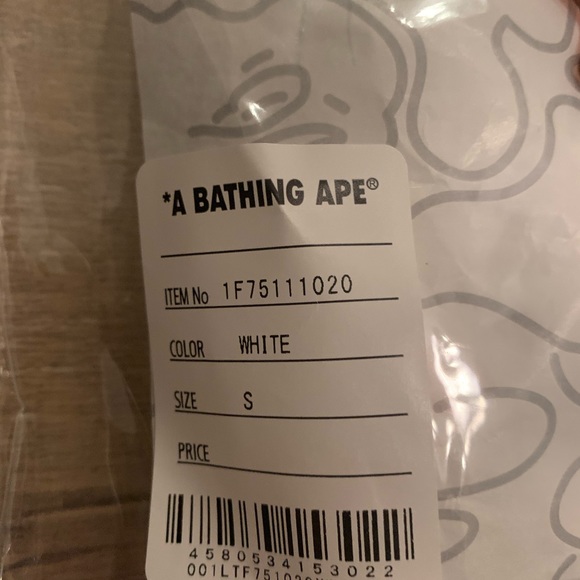 *A BATHING APE®
ITEM No 1F75111020
COLOR WHITE
SIZE S
PRICE
4580534153022